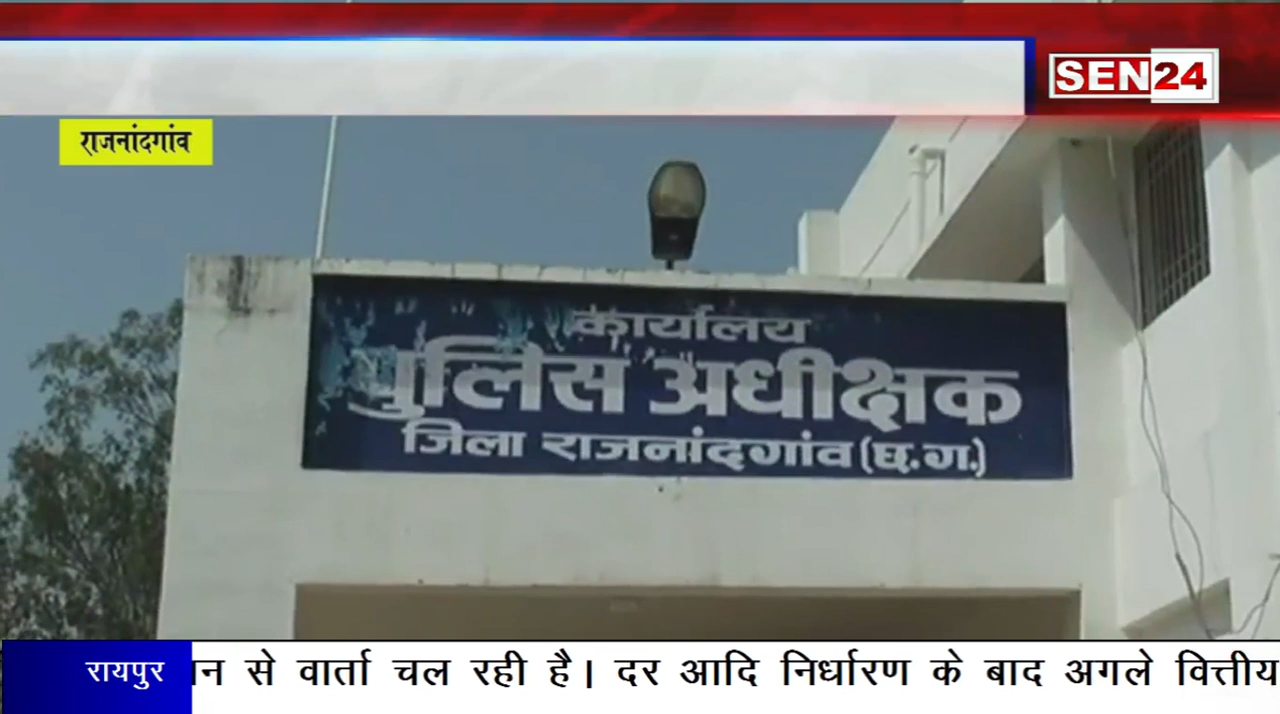 SEN24
राजनांदगांव
कार्यालय
पुलिस अधीक्षक
जिला राजनांदगांव (छ.ग.)
रायपुर
न से वार्ता चल रही है। दर आदि निर्धारण के बाद अगले वित्तीय